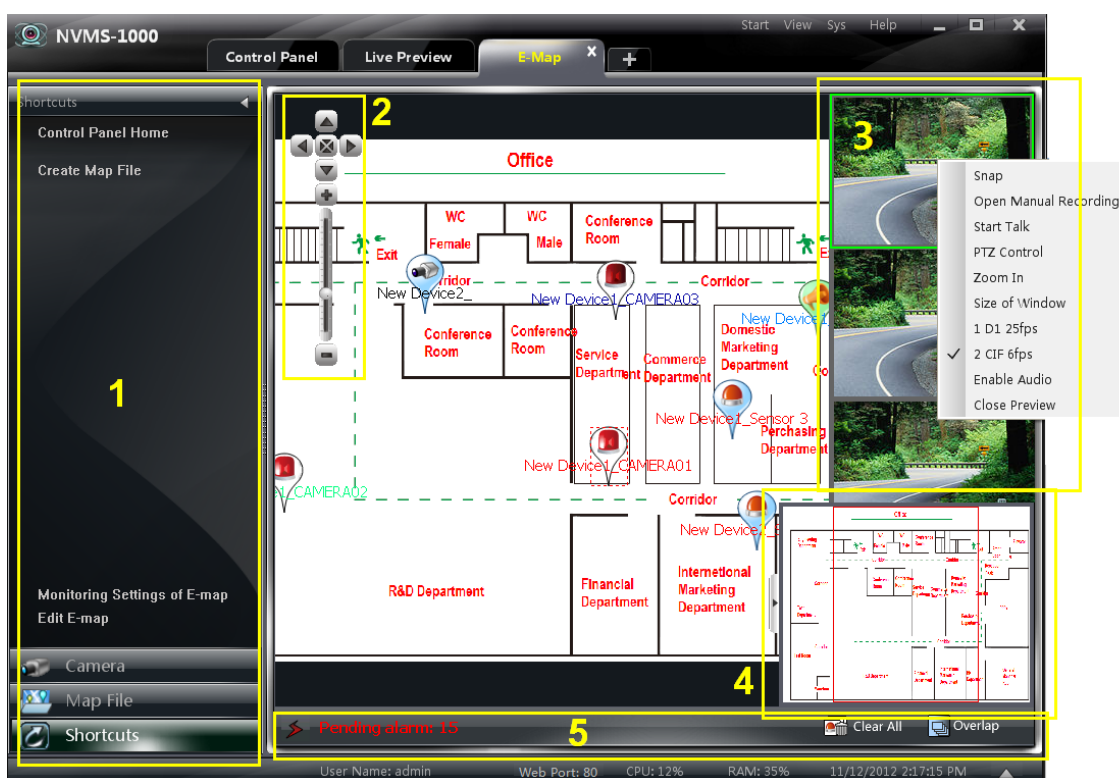 NVMS-1000
Start View Sys Help
Control Panel
Live Preview
E-Map
Shortcuts
Control Panel Home
Create Map File
Monitoring Settings of E-map
Edit E-map
Camera
Map File
Shortcuts
1
2
3
4
5
Office
WC
Female
WC
Male
Conference
Room
Exit
Corridor
New Device2_
New Device1_CAMERA03
New Device1
Conference
Room
Conference
Room
Service
Department
Commerce
Department
Domestic
Marketing
Department
New Device1_Sensor 3
Perchasing
Department
New Device1_CAMERA01
1_CAMERA02
Corridor
New Device2_
R&D Department
Financial
Department
Internetional
Marketing
Department
Snap
Open Manual Recording
Start Talk
PTZ Control
Zoom In
Size of Window
1 D1 25fps
2 CIF 6fps
Enable Audio
Close Preview
Pending alarm: 15
Clear All
Overlap
User Name: admin
Web Port: 80
CPU: 12%
RAM: 35%
11/12/2012 2:17:15 PM